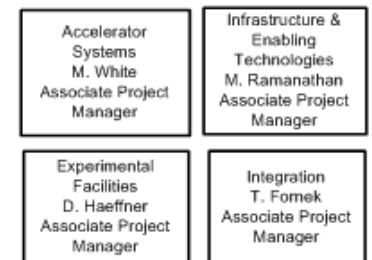 Accelerator
Systems
M. White
Associate Project
Manager
Infrastructure &
Enabling
Technologies
M. Ramanathan
Associate Project
Manager
Experimental
Facilities
D. Haeffner
Associate Project
Manager
Integration
T. Fornek
Associate Project
Manager